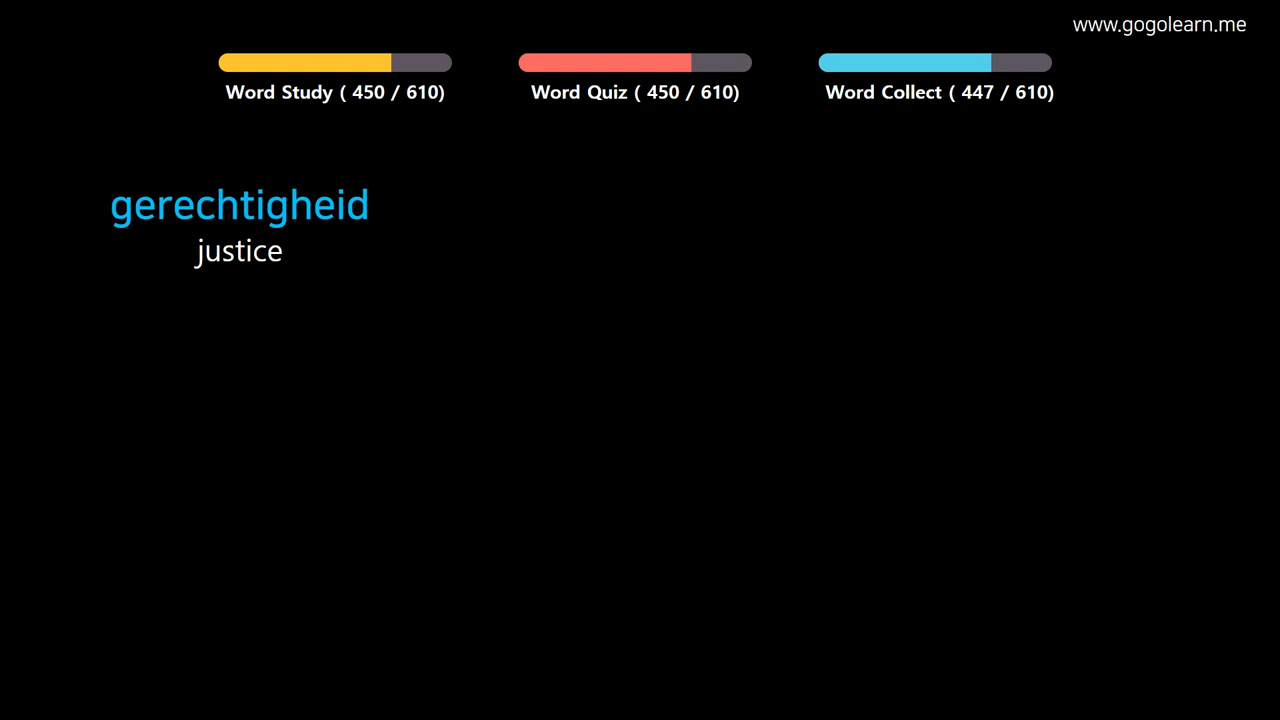 www.gogolearn.me
Word Study ( 450 / 610)
Word Quiz ( 450 / 610)
Word Collect ( 447 / 610)
gerechtigheid
justice